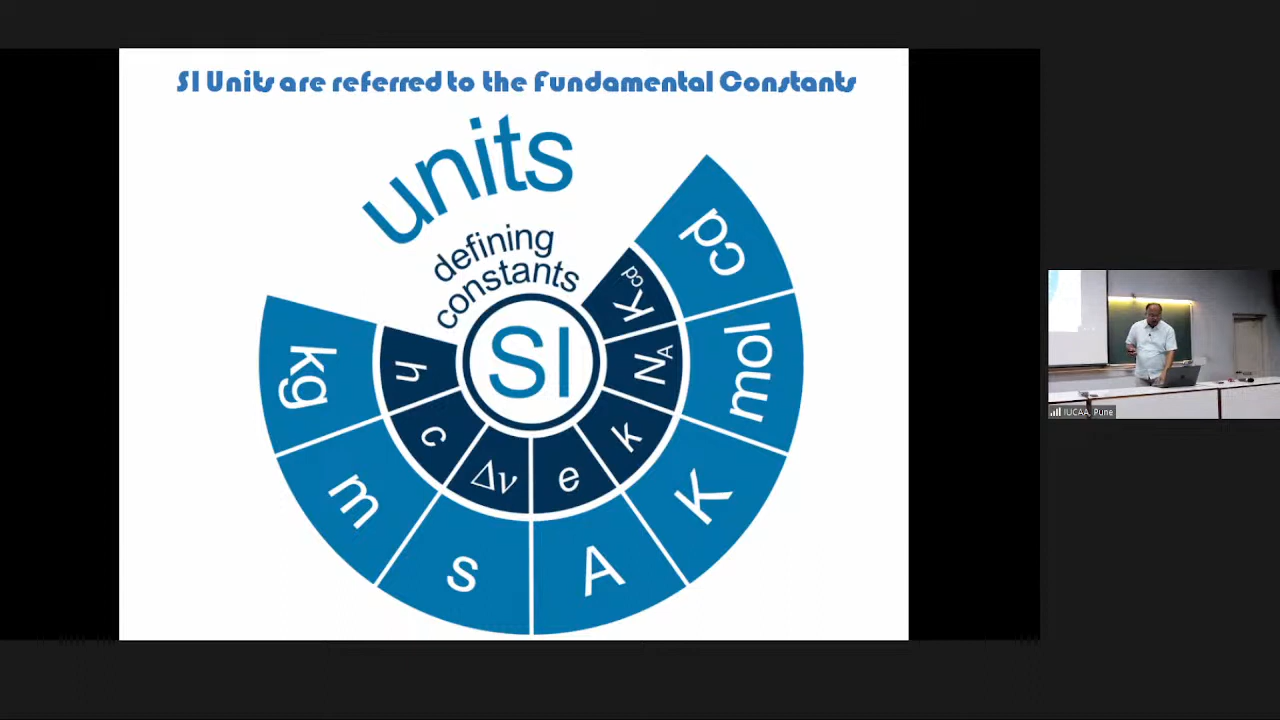 SI Units are referred to the Fundamental Constants
units
defining
constants
SI
kg
m
s
A
K
mol
cd
h
c
Δν
e
k
NA
Kcd
IUCAA, Pune